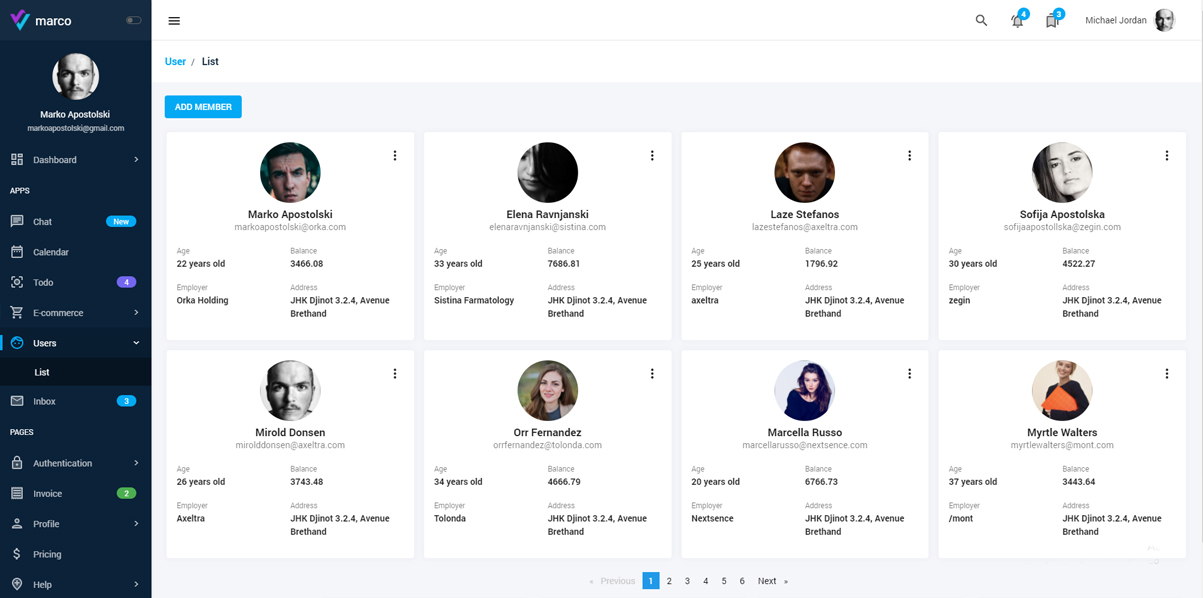 marco
4
3
Michael Jordan
Marko Apostolski
markoapostolski@gmail.com
Dashboard
APPS
Chat New
Calendar
Todo 4
E-commerce
Users
List
Inbox 3
PAGES
Authentication
Invoice 2
Profile
Pricing
Help
User / List
ADD MEMBER
Marko Apostolski
markoapostolski@orka.com
Age Balance
22 years old 3466.08
Employer Address
Orka Holding JHK Djinot 3.2.4, Avenue
Brethand
Elena Ravnjanski
elenaravnjanski@sistina.com
Age Balance
33 years old 7686.81
Employer Address
Sistina Farmatology JHK Djinot 3.2.4, Avenue
Brethand
Laze Stefanos
lazestefanos@axeltra.com
Age Balance
25 years old 1796.92
Employer Address
axeltra JHK Djinot 3.2.4, Avenue
Brethand
Sofija Apostolska
sofijaapostollska@zegin.com
Age Balance
30 years old 4522.27
Employer Address
zegin JHK Djinot 3.2.4, Avenue
Brethand
Mirold Donsen
mirolddonsen@axeltra.com
Age Balance
26 years old 3743.48
Employer Address
Axeltra JHK Djinot 3.2.4, Avenue
Brethand
Orr Fernandez
orrfernandez@tolonda.com
Age Balance
34 years old 4666.79
Employer Address
Tolonda JHK Djinot 3.2.4, Avenue
Brethand
Marcella Russo
marcellarusso@nextsence.com
Age Balance
20 years old 6766.73
Employer Address
Nextsence JHK Djinot 3.2.4, Avenue
Brethand
Myrtle Walters
myrtlewalters@mont.com
Age Balance
37 years old 3443.64
Employer Address
/mont JHK Djinot 3.2.4, Avenue
Brethand
« Previous 1 2 3 4 5 6 Next »